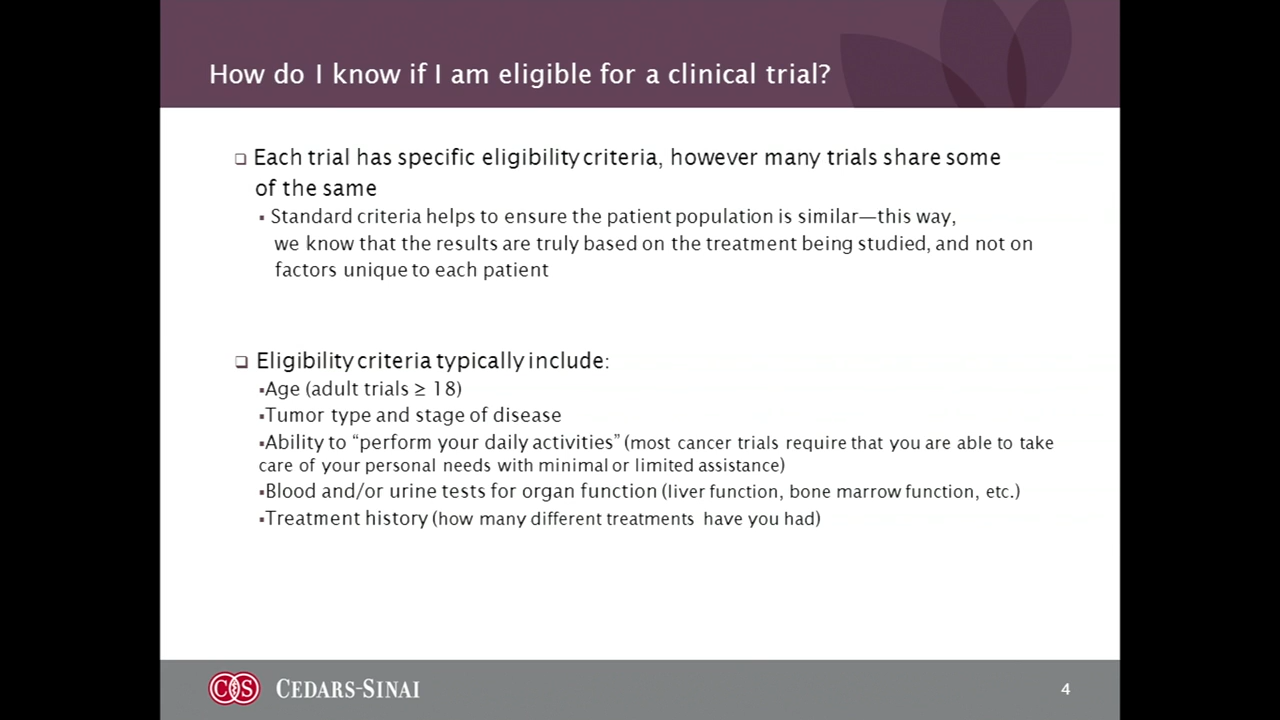 How do I know if I am eligible for a clinical trial?
❑ Each trial has specific eligibility criteria, however many trials share some
of the same
▪ Standard criteria helps to ensure the patient population is similar—this way,
we know that the results are truly based on the treatment being studied, and not on
factors unique to each patient
❑ Eligibility criteria typically include:
▪Age (adult trials ≥ 18)
▪Tumor type and stage of disease
▪Ability to “perform your daily activities” (most cancer trials require that you are able to take
care of your personal needs with minimal or limited assistance)
▪Blood and/or urine tests for organ function (liver function, bone marrow function, etc.)
▪Treatment history (how many different treatments have you had)
CS CEDARS-SINAI
4